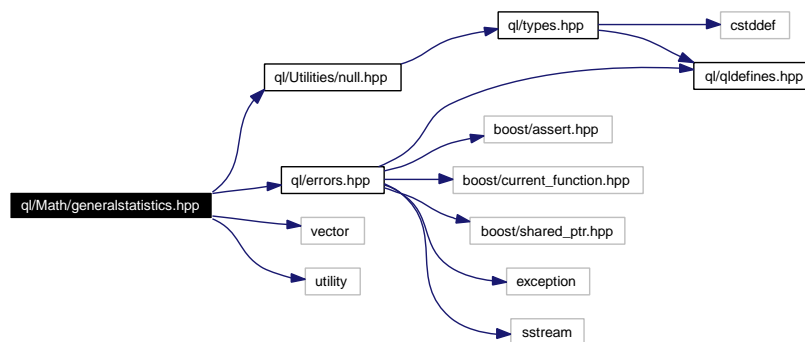 ql/types.hpp
cstddef
ql/Utilities/null.hpp
ql/qldefines.hpp
boost/assert.hpp
ql/errors.hpp
boost/current_function.hpp
ql/Math/generalstatistics.hpp
vector
boost/shared_ptr.hpp
utility
exception
sstream